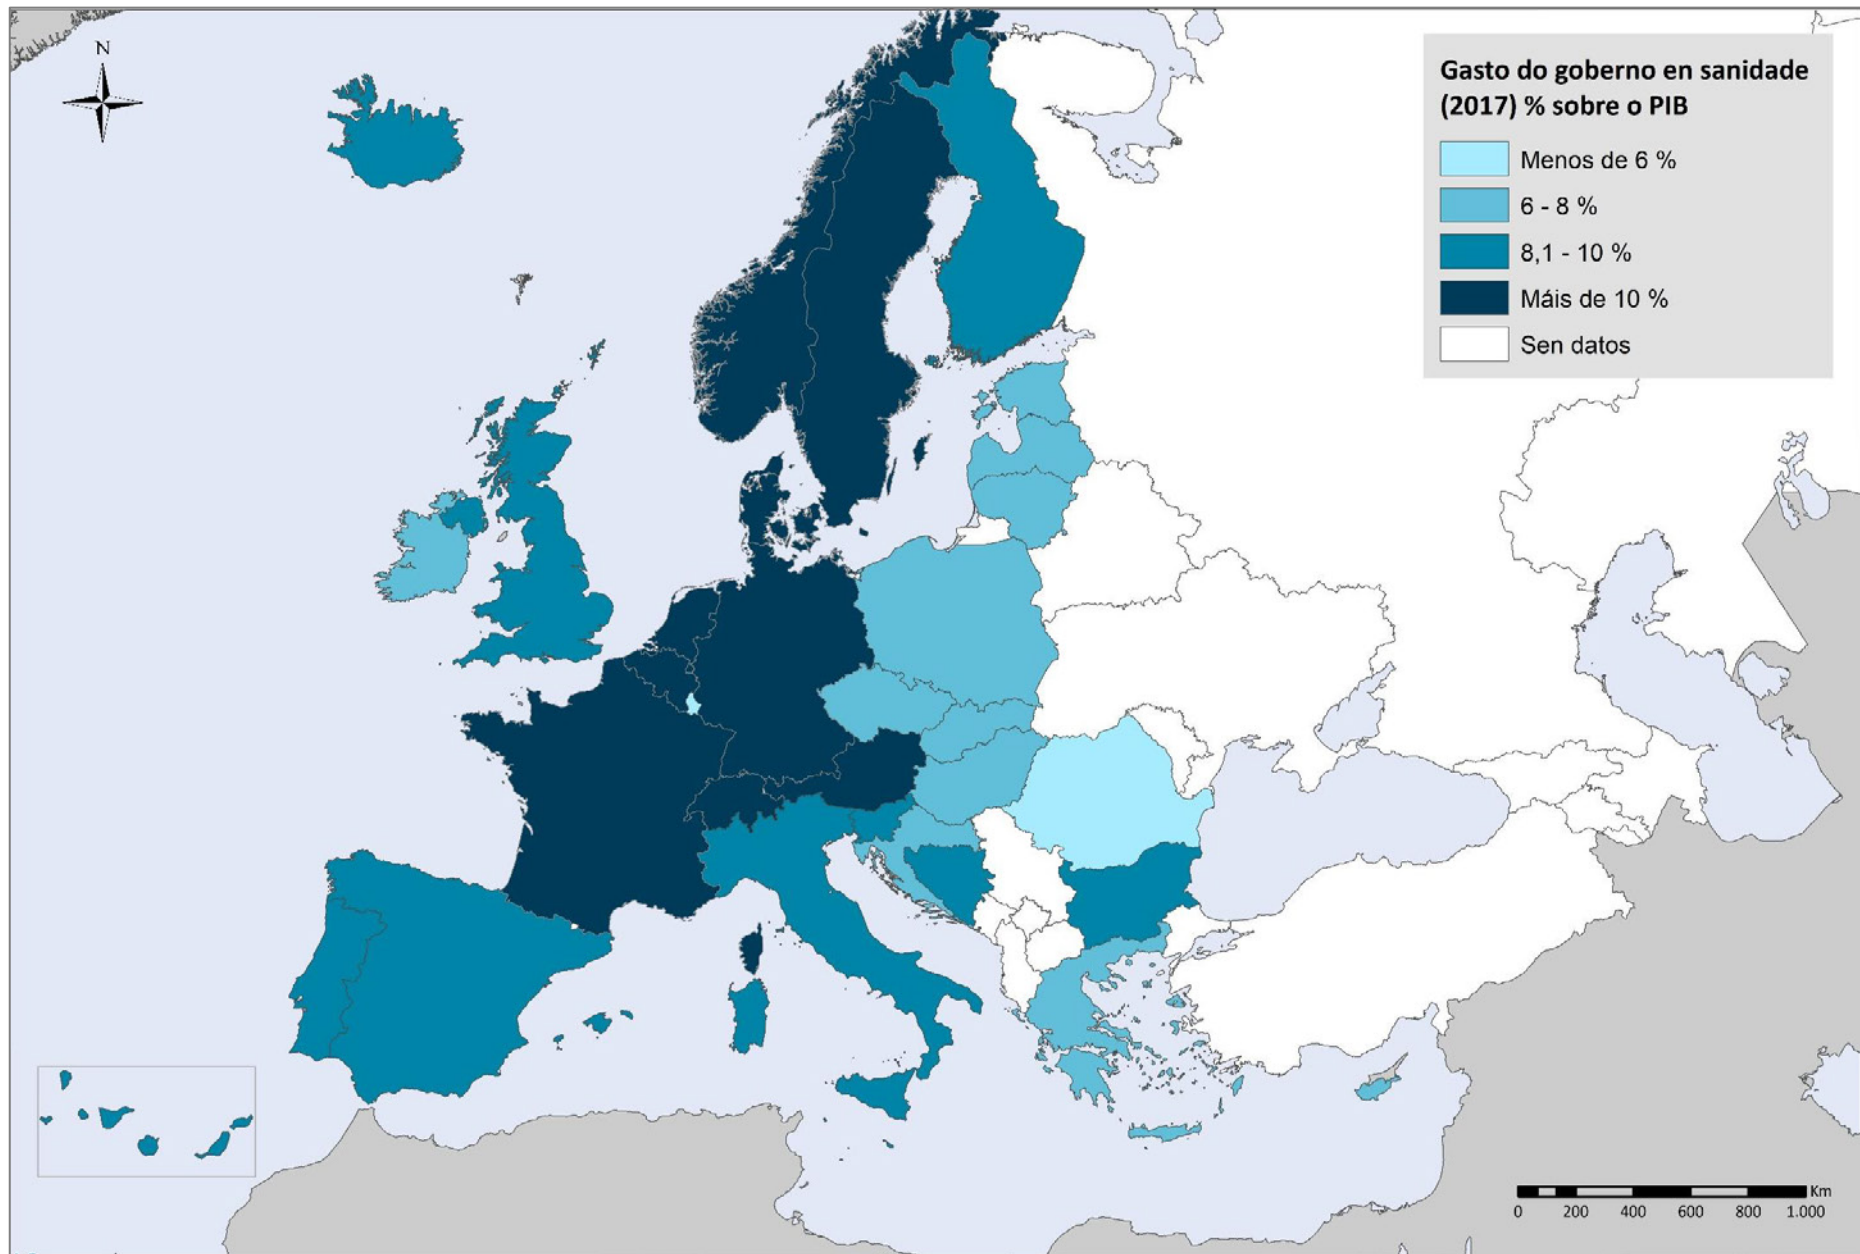 N
Gasto do goberno en sanidade
(2017) % sobre o PIB
Menos de 6 %
6 - 8 %
8,1 - 10 %
Máis de 10 %
Sen datos
Km
0 200 400 600 800 1.000